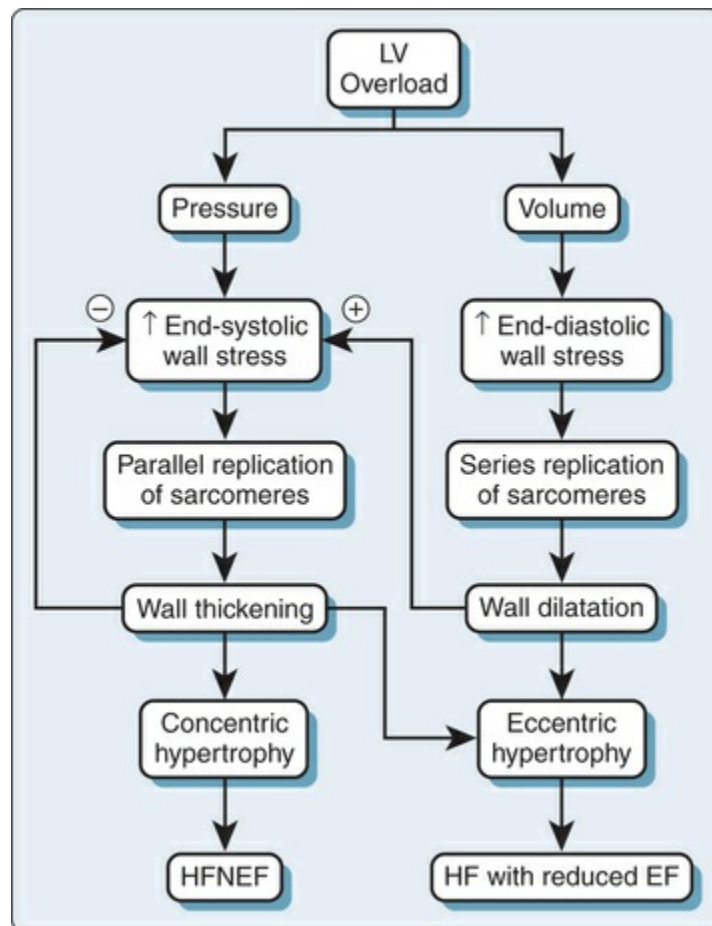 LV
Overload
Pressure
Volume
−
↑ End-systolic
wall stress
+
↑ End-diastolic
wall stress
Parallel replication
of sarcomeres
Series replication
of sarcomeres
Wall thickening
Wall dilatation
Concentric
hypertrophy
Eccentric
hypertrophy
HFNEF
HF with reduced EF